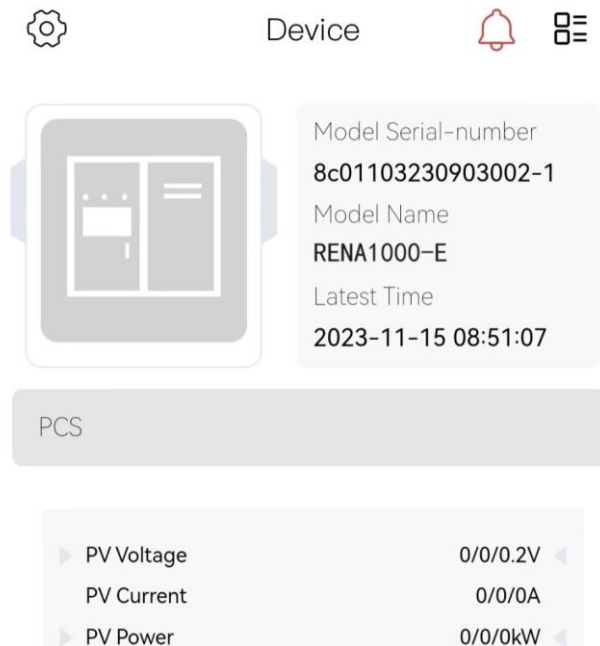 Device
Model Serial-number
8c01103230903002-1
Model Name
RENA1000-E
Latest Time
2023-11-15 08:51:07
PCS
PV Voltage 0/0/0.2V
PV Current 0/0/0A
PV Power 0/0/0kW